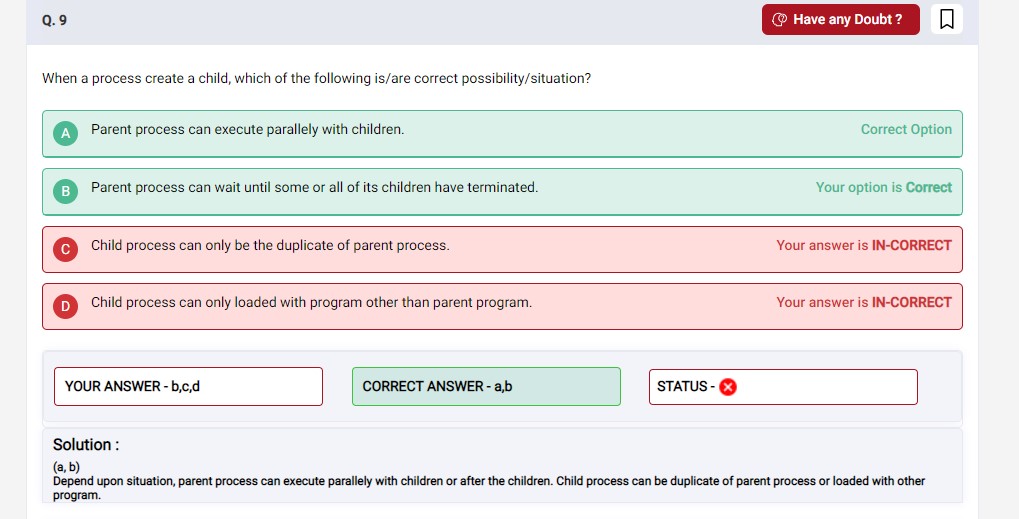 Q. 9
Have any Doubt ?
When a process create a child, which of the following is/are correct possibility/situation?
A Parent process can execute parallely with children. Correct Option
B Parent process can wait until some or all of its children have terminated. Your option is Correct
C Child process can only be the duplicate of parent process. Your answer is IN-CORRECT
D Child process can only loaded with program other than parent program. Your answer is IN-CORRECT
YOUR ANSWER - b,c,d
CORRECT ANSWER - a,b
STATUS -
Solution :
(a, b)
Depend upon situation, parent process can execute parallely with children or after the children. Child process can be duplicate of parent process or loaded with other
program.